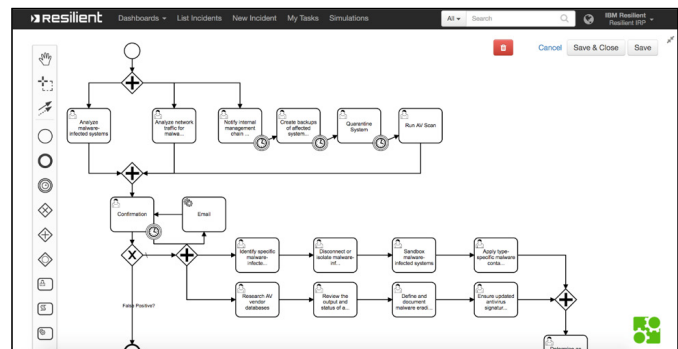 Resilient
Dashboards
List Incidents
New Incident
My Tasks
Simulations
All
Search
IBM Resilient
Resilient IRP
Cancel
Save & Close
Save
Analyze
malware-
infected systems
Analyze network
traffic for
malwa...
Notify internal
management
chain ...
Create backups
of affected
system...
Quarantine
System
Run AV Scan
Confirmation
Email
Identify specific
malware-
infecte...
Disconnect or
isolate malware-
inf...
Sandbox
malware-
infected systems
Apply type-
specific malware
conta...
False Positive?
Research AV
vendor
databases
Review the
output and
status of a...
Define and
document
malware eradi...
Ensure updated
antivirus
signatur...